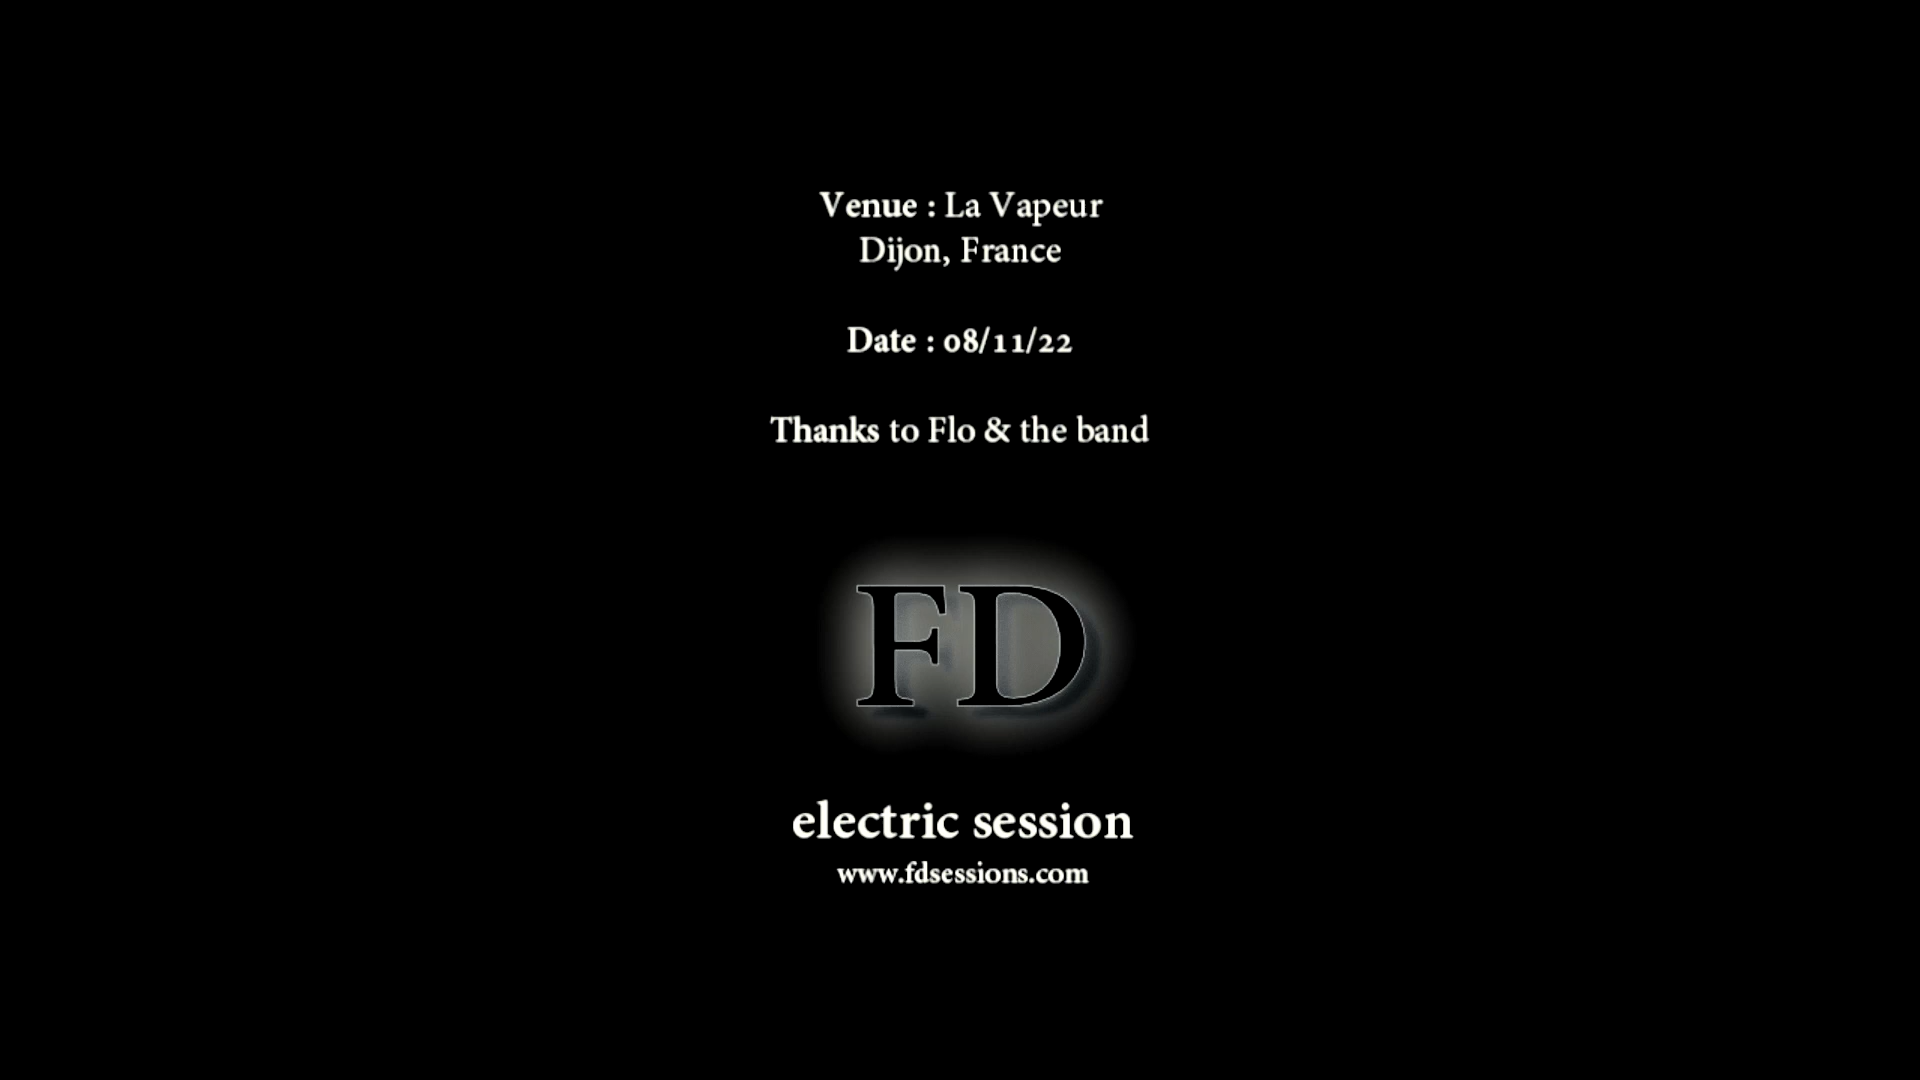 Venue : La Vapeur
Dijon, France
Date : 08/11/22
Thanks to Flo & the band
FD
electric session
www.fdsessions.com